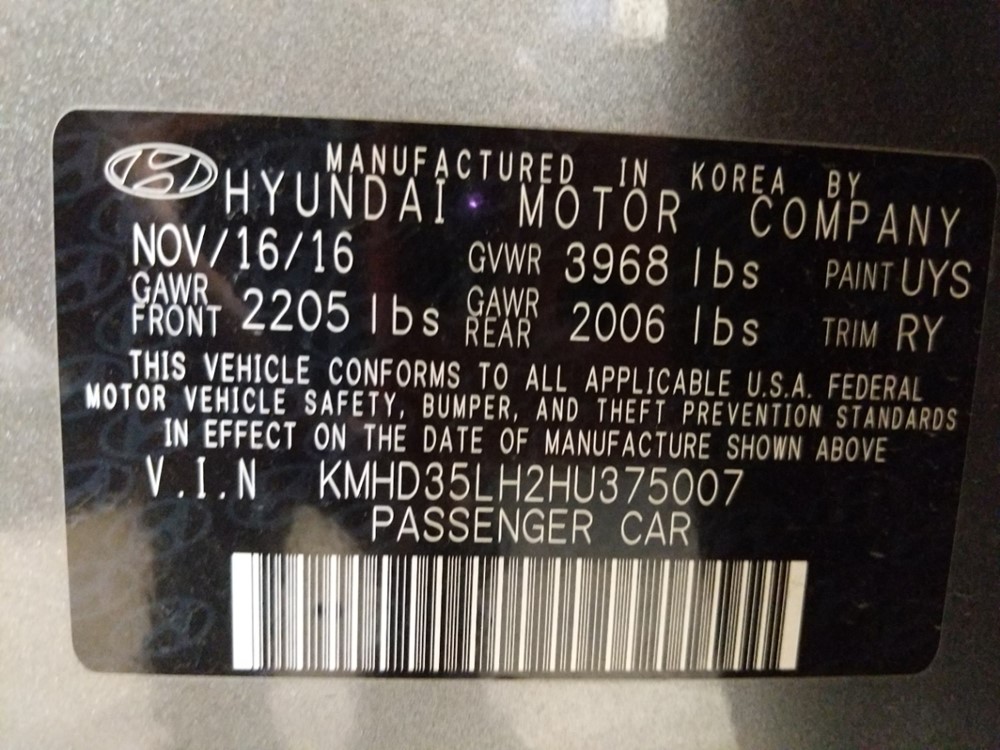 MANUFACTURED IN KOREA BY
HYUNDAI MOTOR COMPANY
NOV/16/16 GVWR 3968 lbs PAINT UYS
GAWR FRONT 2205 lbs GAWR REAR 2006 lbs TRIM RY
THIS VEHICLE CONFORMS TO ALL APPLICABLE U.S.A. FEDERAL
MOTOR VEHICLE SAFETY, BUMPER, AND THEFT PREVENTION STANDARDS
IN EFFECT ON THE DATE OF MANUFACTURE SHOWN ABOVE
V.I.N KMHD35LH2HU375007
PASSENGER CAR